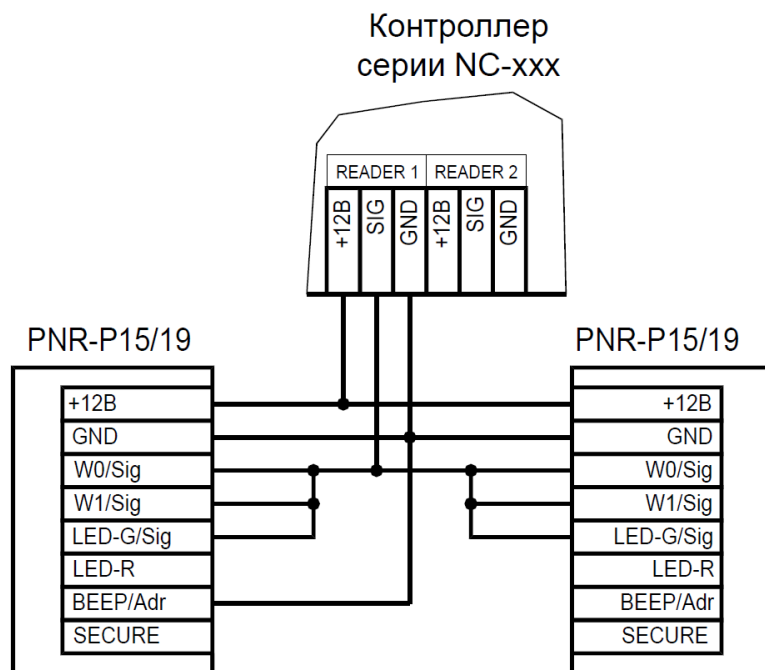 Контроллер
серии NC-xxx
READER 1 READER 2
+12В SIG GND +12В SIG GND
PNR-P15/19
+12В
GND
W0/Sig
W1/Sig
LED-G/Sig
LED-R
BEEP/Adr
SECURE
PNR-P15/19
+12В
GND
W0/Sig
W1/Sig
LED-G/Sig
LED-R
BEEP/Adr
SECURE